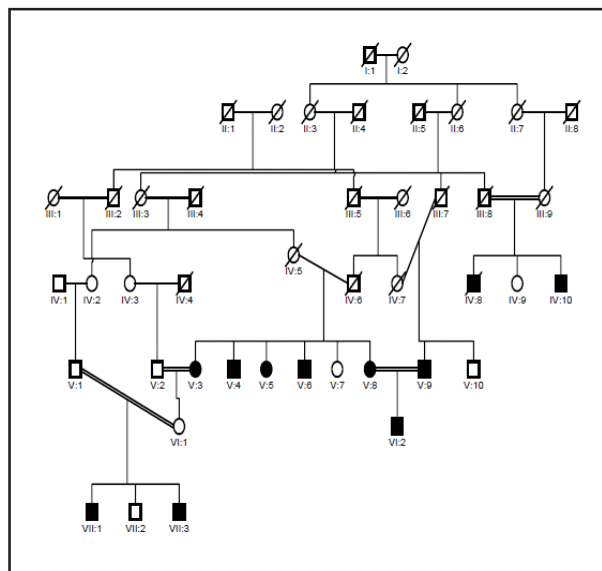 I:1 I:2
II:1 II:2 II:3 II:4 II:5 II:6 II:7 II:8
III:1 III:2 III:3 III:4 III:5 III:6 III:7 III:8 III:9
IV:5 IV:6 IV:7 IV:8 IV:9 IV:10
IV:1 IV:2 IV:3 IV:4
V:1 V:2 V:3 V:4 V:5 V:6 V:7 V:8 V:9 V:10
VI:1 VI:2
VII:1 VII:2 VII:3